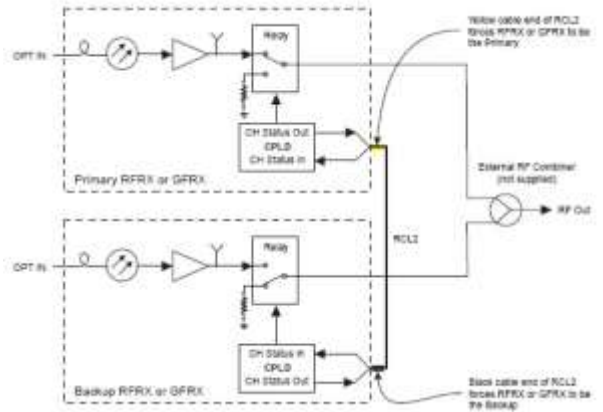 Yellow cable end of RCL2
forces RFRX or GFRX to be
the Primary
OPT IN
Relay
CH Status Out
CPLD
CH Status In
Primary RFRX or GFRX
External RF Combiner
(not supplied)
RF Out
RCL2
OPT IN
Relay
CH Status In
CPLD
CH Status Out
Backup RFRX or GFRX
Black cable end of RCL2
forces RFRX or GFRX to be
the Backup